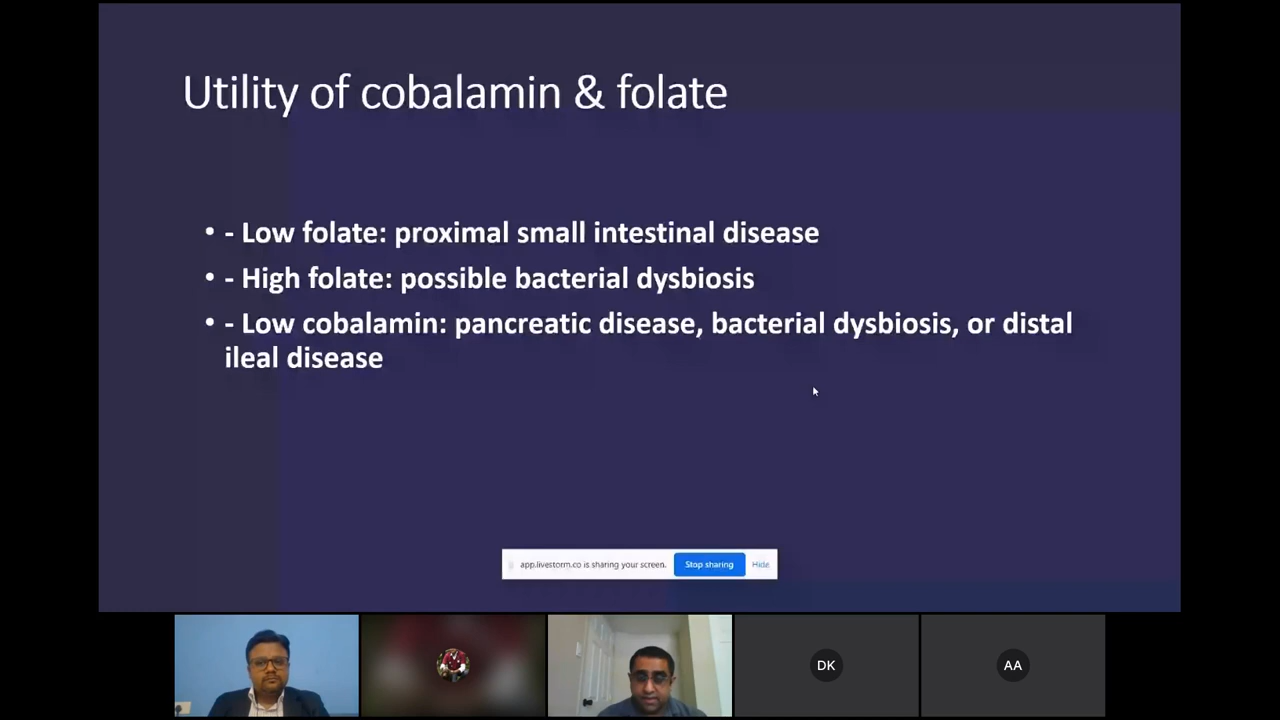 Utility of cobalamin & folate
• - Low folate: proximal small intestinal disease
• - High folate: possible bacterial dysbiosis
• - Low cobalamin: pancreatic disease, bacterial dysbiosis, or distal
ileal disease
app.livestorm.co is sharing your screen. Stop sharing Hide
DK AA